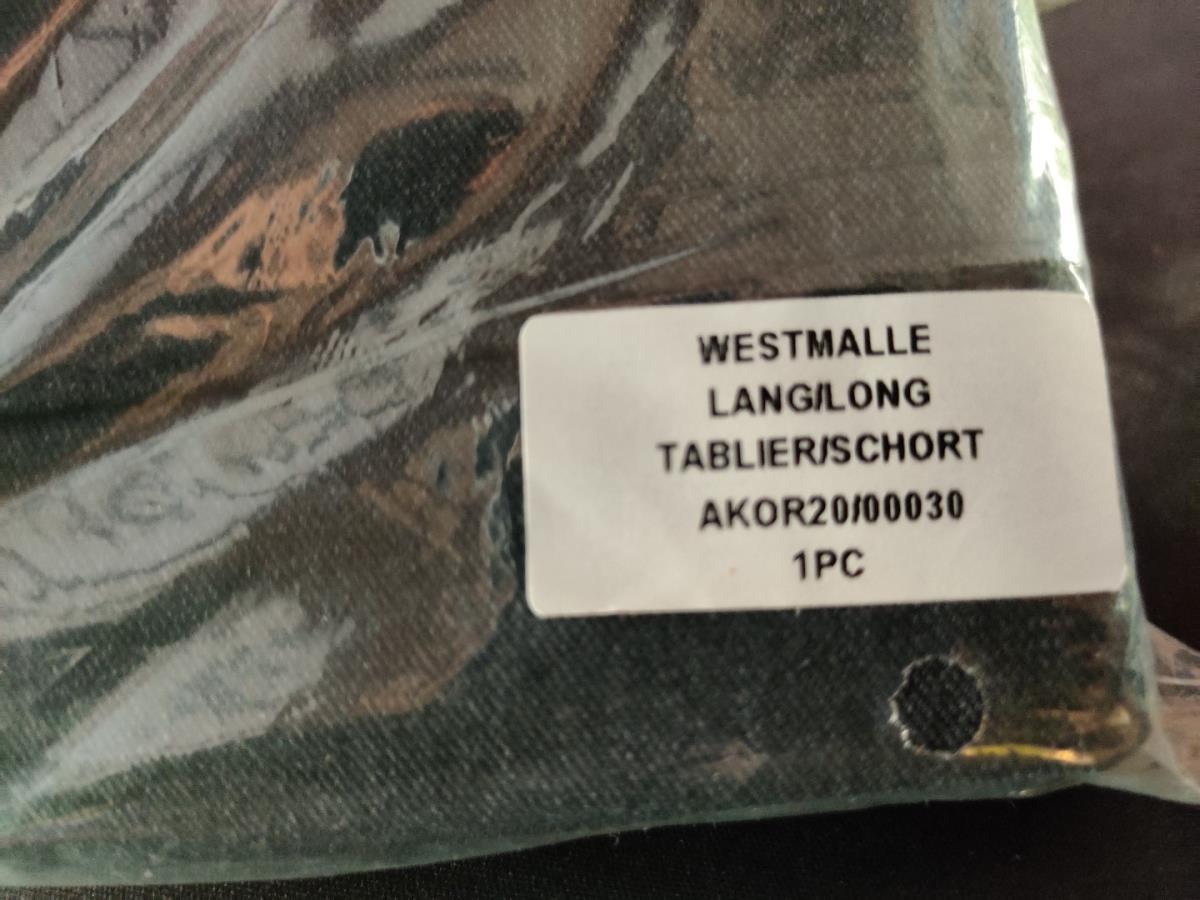 WESTMALLE
LANG/LONG
TABLIER/SCHORT
AKOR20/00030
1PC